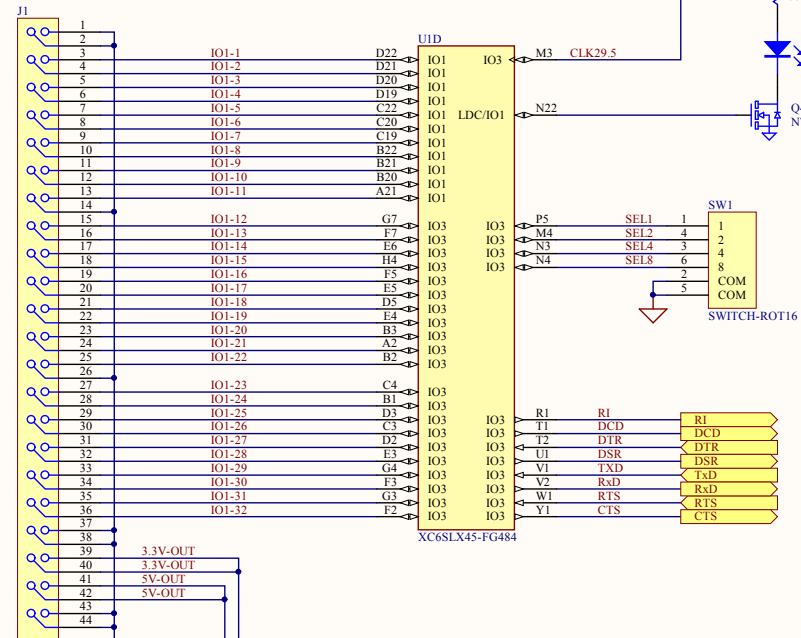 J1
1
2
3 IO1-1 D22 IO1
4 IO1-2 D21 IO1
5 IO1-3 D20 IO1
6 IO1-4 D19 IO1
7 IO1-5 C22 IO1
8 IO1-6 C20 IO1
9 IO1-7 C19 IO1
10 IO1-8 B22 IO1
11 IO1-9 B21 IO1
12 IO1-10 B20 IO1
13 IO1-11 A21 IO1
14
15 IO1-12 G7 IO3
16 IO1-13 F7 IO3
17 IO1-14 E6 IO3
18 IO1-15 H4 IO3
19 IO1-16 F5 IO3
20 IO1-17 E5 IO3
21 IO1-18 D5 IO3
22 IO1-19 E4 IO3
23 IO1-20 B3 IO3
24 IO1-21 A2 IO3
25 IO1-22 B2 IO3
26
27 IO1-23 C4 IO3
28 IO1-24 B1 IO3
29 IO1-25 D3 IO3
30 IO1-26 C3 IO3
31 IO1-27 D2 IO3
32 IO1-28 E3 IO3
33 IO1-29 G4 IO3
34 IO1-30 F3 IO3
35 IO1-31 G3 IO3
36 IO1-32 F2 IO3
37
38
39 3.3V-OUT
40 3.3V-OUT
41 5V-OUT
42 5V-OUT
43
44
U1D
IO3 M3 CLK29.5
LDC/IO1 N22
IO3 P5 SEL1 1 1
IO3 M4 SEL2 4 2
IO3 N3 SEL4 3 4
IO3 N4 SEL8 6 8
2 COM
5 COM
SW1
SWITCH-ROT16
IO3 R1 RI RI
IO3 T1 DCD DCD
IO3 T2 DTR DTR
IO3 U1 DSR DSR
IO3 V1 TXD TxD
IO3 V2 RxD RxD
IO3 W1 RTS RTS
IO3 Y1 CTS CTS
XC6SLX45-FG484